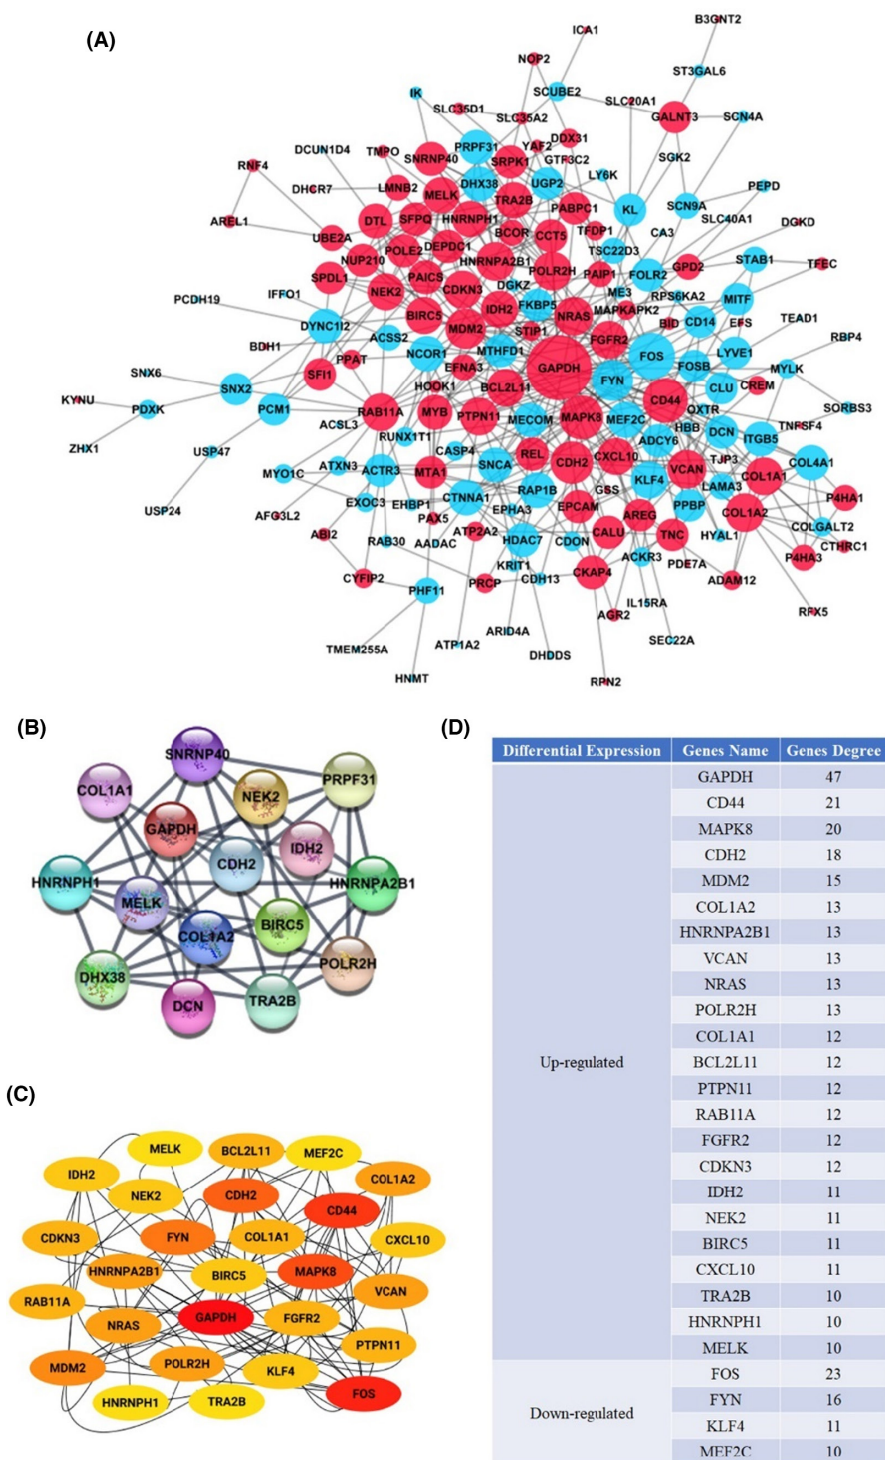 (A)
B3GNT2
ICA1
NOP2
ST3GAL6
IK
SCUBE2
SLC35D1
SLC20A1
SLC35A2
GALNT3
SCN4A
DCUN1D4
TMPO
PRPF31
YAF2
DDX31
SNRNP40
SRPK1
GTF3C2
SGK2
RNF4
DHX38
UGP2
LY6K
DHCR7
LMNB2
MELK
TRA2B
PEPD
AREL1
DTL
SFPQ
HNRNPH1
PABPC1
KL
SCN9A
SLC40A1
UBE2A
POLE2
DEPDC1
BCOR
CCT5
TFDP1
CA3
DGKD
TSC22D3
NUP210
HNRNPA2B1
STAB1
SPDL1
PAICS
POLR2H
PAIP1
FOLR2
GPD2
TFEC
NEK2
CDKN3
DGKZ
ME3
PCDH19
IFFO1
RPS6KA2
MITF
IDH2
FKBP5
MAPKAPK2
DYNC1I2
BIRC5
NRAS
CD14
TEAD1
ACSS2
MDM2
STIP1
BID
EFS
FGFR2
RBP4
BDH1
NCOR1
MTHFD1
FOS
LYVE1
PPAT
EFNA3
GAPDH
FOSB
MYLK
SNX6
SFI1
FYN
SNX2
HOOK1
BCL2L11
CLU
CREM
KYNU
CD44
PDXK
PCM1
RAB11A
MYB
PTPN11
MAPK8
OXTR
SORBS3
ACSL3
MECOM
MEF2C
HBB
TNFSF4
RUNX1T1
DCN
ITGB5
ZHX1
USP47
CASP4
REL
ADCY6
ATXN3
SNCA
CDH2
CXCL10
TJP3
COL4A1
MYO1C
ACTR3
MTA1
VCAN
COL1A1
RAP1B
GSS
KLF4
LAMA3
USP24
EXOC3
EHBP1
CTNNA1
P4HA1
AFG3L2
PAX5
EPHA3
EPCAM
PPBP
COL1A2
AREG
COLGALT2
ABI2
ATP2A2
CALU
TNC
HYAL1
RAB30
AADAC
HDAC7
CDON
CTHRC1
ACKR3
P4HA3
KRIT1
PDE7A
CYFIP2
PRCP
CDH13
CKAP4
ADAM12
PHF11
IL15RA
AGR2
RFX5
ARID4A
SEC22A
TMEM255A
ATP1A2
DHDDS
HNMT
RPN2
(B)
SNRNP40
COL1A1
NEK2
PRPF31
GAPDH
IDH2
CDH2
HNRNPH1
HNRNPA2B1
MELK
BIRC5
COL1A2
POLR2H
DHX38
DCN
TRA2B
(C)
MELK
BCL2L11
MEF2C
IDH2
NEK2
CDH2
COL1A2
CD44
CDKN3
FYN
COL1A1
CXCL10
HNRNPA2B1
BIRC5
MAPK8
RAB11A
VCAN
NRAS
GAPDH
FGFR2
PTPN11
MDM2
POLR2H
KLF4
HNRNPH1
TRA2B
FOS
(D)
Differential Expression Genes Name Genes Degree
GAPDH 47
CD44 21
MAPK8 20
CDH2 18
MDM2 15
COL1A2 13
HNRNPA2B1 13
VCAN 13
NRAS 13
POLR2H 13
COL1A1 12
Up-regulated BCL2L11 12
PTPN11 12
RAB11A 12
FGFR2 12
CDKN3 12
IDH2 11
NEK2 11
BIRC5 11
CXCL10 11
TRA2B 10
HNRNPH1 10
MELK 10
FOS 23
Down-regulated FYN 16
KLF4 11
MEF2C 10